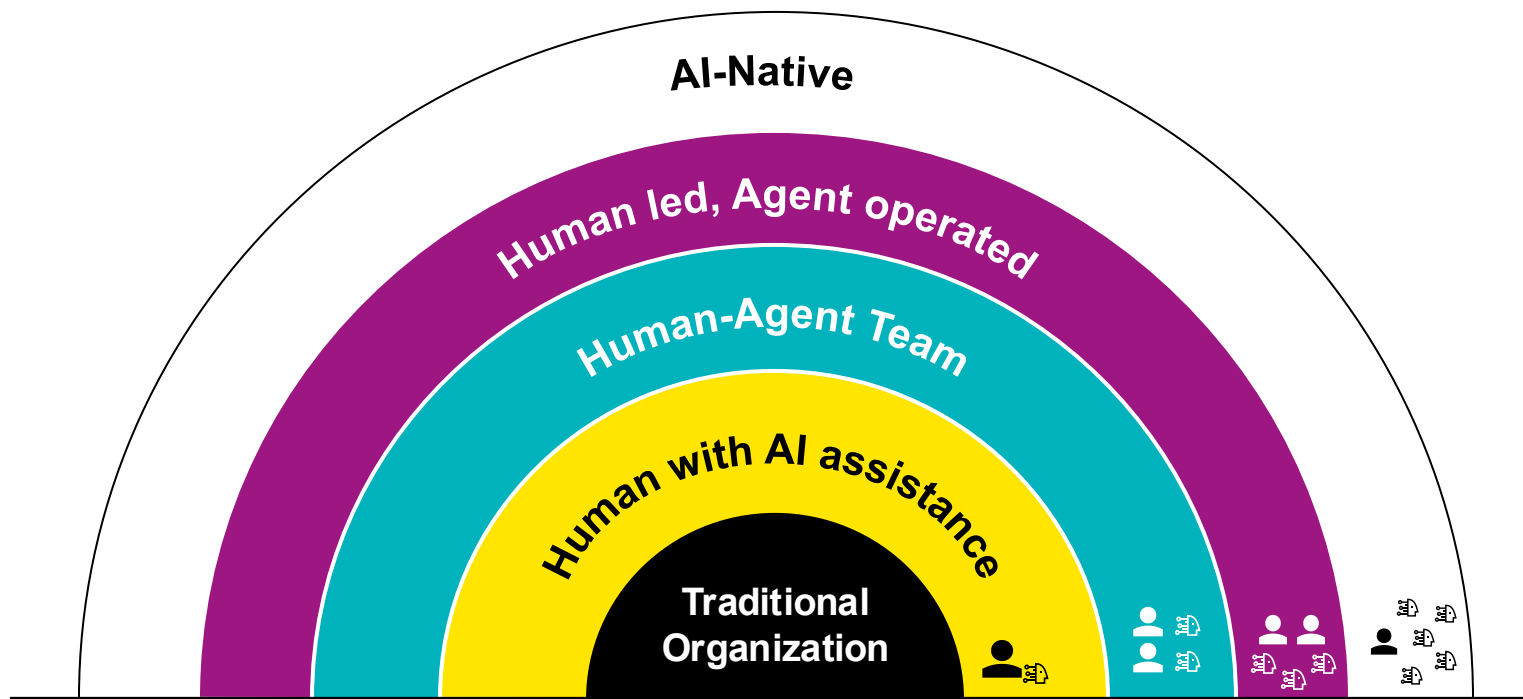 AI-Native
Human led, Agent operated
Human-Agent Team
Human with AI assistance
Traditional
Organization